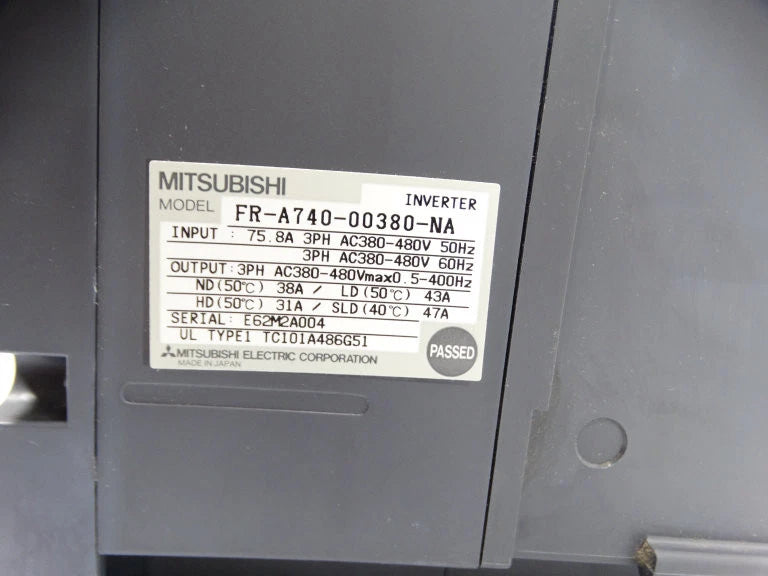 MITSUBISHI
INVERTER
MODEL FR-A740-00380-NA
INPUT : 75.8A 3PH AC380-480V 50Hz
3PH AC380-480V 60Hz
OUTPUT:3PH AC380-480Vmax0.5-400Hz
ND(50℃) 38A / LD(50℃) 43A
HD(50℃) 31A / SLD(40℃) 47A
SERIAL: E62M2A004
UL TYPE1 TC101A486G51
PASSED
MITSUBISHI ELECTRIC CORPORATION
MADE IN JAPAN